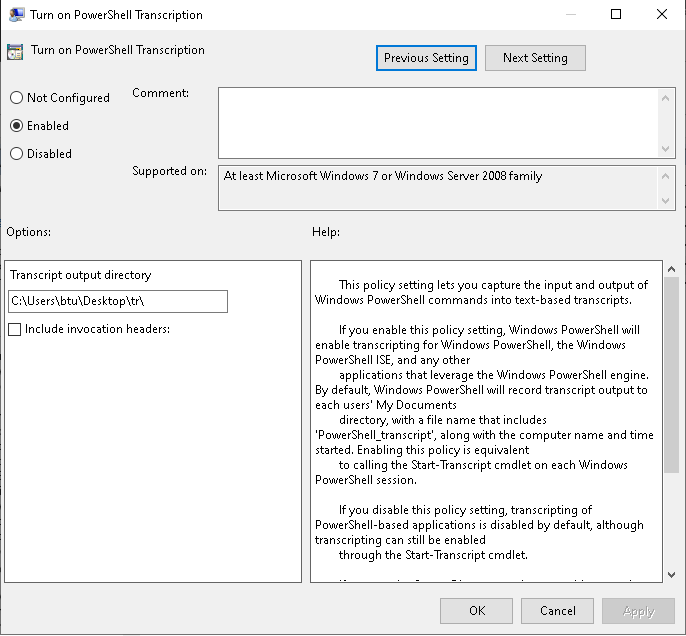 Turn on PowerShell Transcription
Turn on PowerShell Transcription
Previous Setting
Next Setting
Not Configured
Comment:
Enabled
Disabled
Supported on:
At least Microsoft Windows 7 or Windows Server 2008 family
Options:
Help:
Transcript output directory
C:\Users\btu\Desktop\tr\
Include invocation headers:
This policy setting lets you capture the input and output of
Windows PowerShell commands into text-based transcripts.
If you enable this policy setting, Windows PowerShell will
enable transcripting for Windows PowerShell, the Windows
PowerShell ISE, and any other
applications that leverage the Windows PowerShell engine.
By default, Windows PowerShell will record transcript output to
each users' My Documents
directory, with a file name that includes
'PowerShell_transcript', along with the computer name and time
started. Enabling this policy is equivalent
to calling the Start-Transcript cmdlet on each Windows
PowerShell session.
If you disable this policy setting, transcripting of
PowerShell-based applications is disabled by default, although
transcripting can still be enabled
through the Start-Transcript cmdlet.
OK
Cancel
Apply